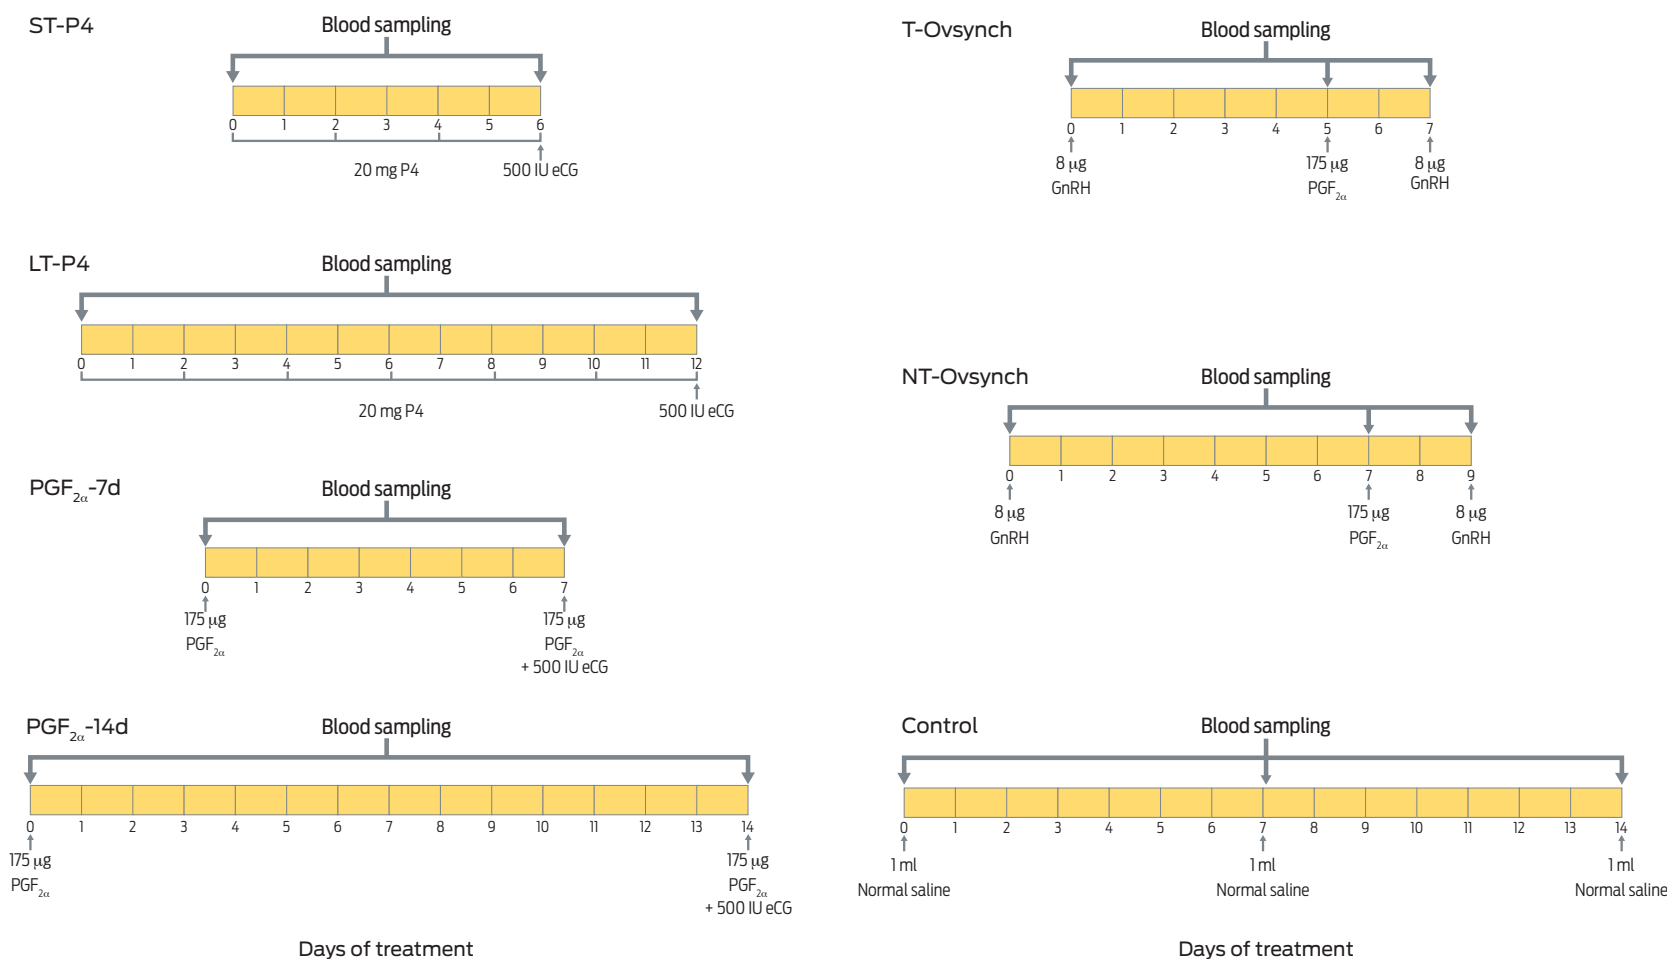 ST-P4
Blood sampling
0 1 2 3 4 5 6
20 mg P4
500 IU eCG
LT-P4
Blood sampling
0 1 2 3 4 5 6 7 8 9 10 11 12
20 mg P4
500 IU eCG
PGF2α-7d
Blood sampling
0 1 2 3 4 5 6 7
175 μg
PGF2α
175 μg
PGF2α
+ 500 IU eCG
PGF2α-14d
Blood sampling
0 1 2 3 4 5 6 7 8 9 10 11 12 13 14
175 μg
PGF2α
175 μg
PGF2α
+ 500 IU eCG
Days of treatment
T-Ovsynch
Blood sampling
0 1 2 3 4 5 6 7
8 μg
GnRH
175 μg
PGF2α
8 μg
GnRH
NT-Ovsynch
Blood sampling
0 1 2 3 4 5 6 7 8 9
8 μg
GnRH
175 μg
PGF2α
8 μg
GnRH
Control
Blood sampling
0 1 2 3 4 5 6 7 8 9 10 11 12 13 14
1 ml
Normal saline
1 ml
Normal saline
1 ml
Normal saline
Days of treatment